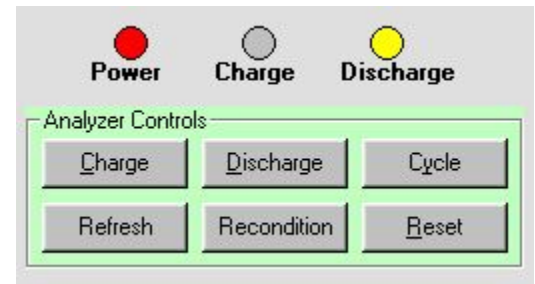 Power Charge Discharge
Analyzer Controls
Charge Discharge Cycle
Refresh Recondition Reset